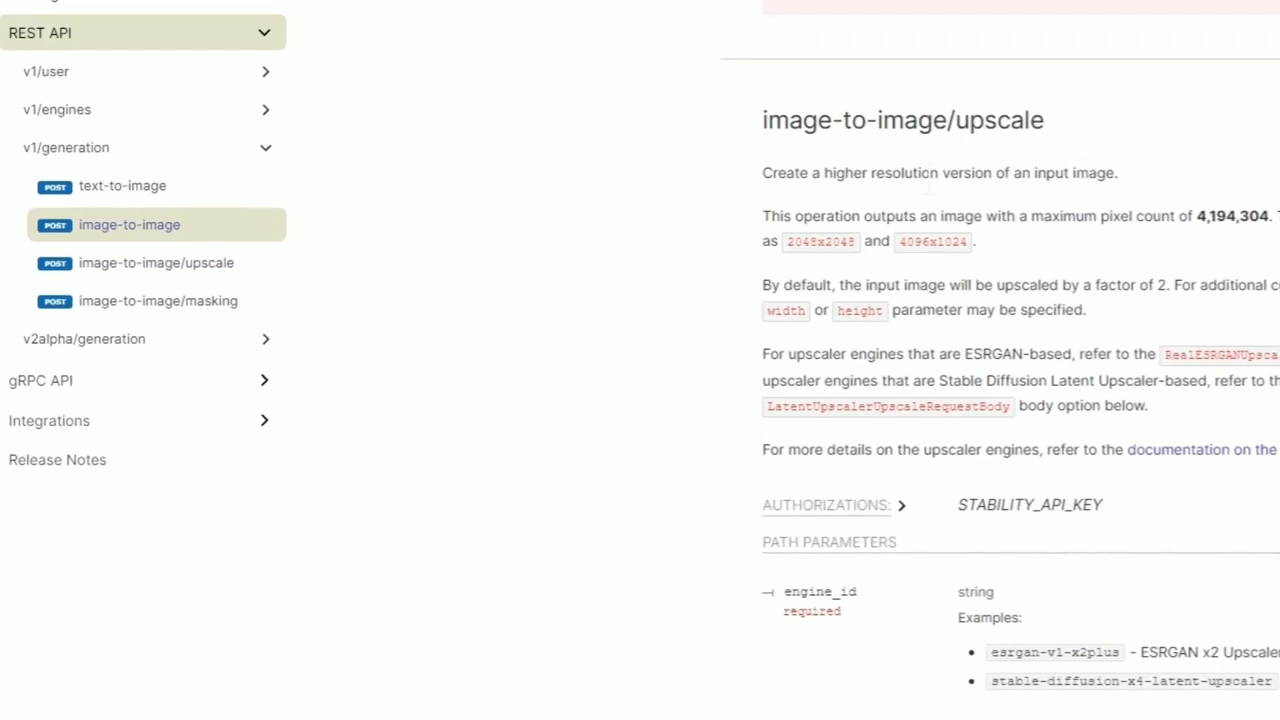 REST API
v1/user
v1/engines
v1/generation
POST text-to-image
POST image-to-image
POST image-to-image/upscale
POST image-to-image/masking
v2alpha/generation
gRPC API
Integrations
Release Notes
image-to-image/upscale
Create a higher resolution version of an input image.
This operation outputs an image with a maximum pixel count of 4,194,304.
as 2048x2048 and 4096x1024.
By default, the input image will be upscaled by a factor of 2. For additional
width or height parameter may be specified.
For upscaler engines that are ESRGAN-based, refer to the
upscaler engines that are Stable Diffusion Latent Upscaler-based, refer to
LatentUpscalerUpscaleRequestBody body option below.
For more details on the upscaler engines, refer to the documentation on the
AUTHORIZATIONS: STABILITY_API_KEY
PATH PARAMETERS
engine_id string
required
Examples:
esrgan-v1-x2plus - ESRGAN x2 Upscaler
stable-diffusion-x4-latent-upscaler